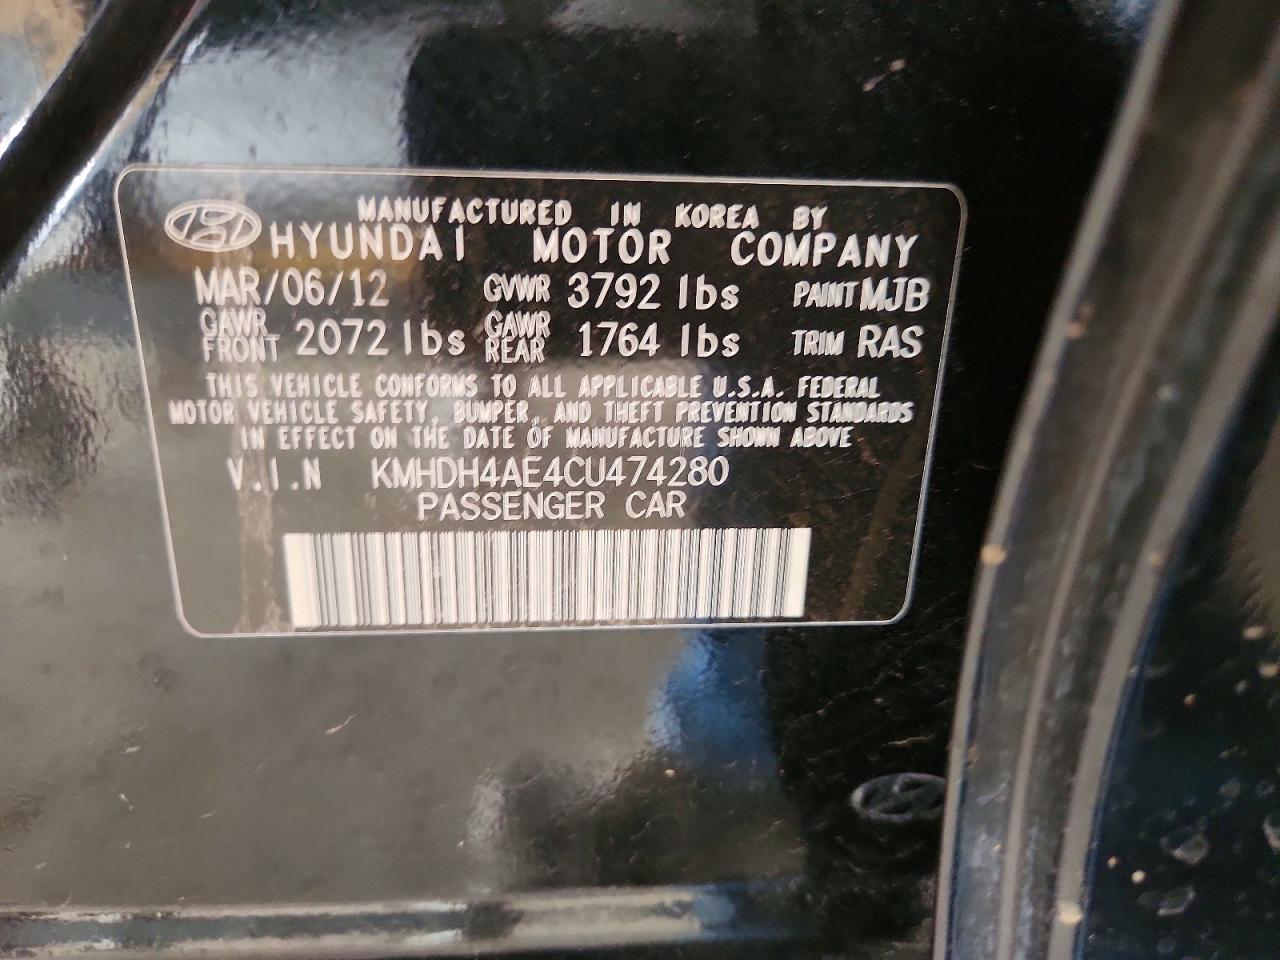 MANUFACTURED IN KOREA BY
HYUNDAI MOTOR COMPANY
MAR/06/12 GVWR 3792 lbs PAINT MJB
GAWR FRONT 2072 lbs GAWR REAR 1764 lbs TRIM RAS
THIS VEHICLE CONFORMS TO ALL APPLICABLE U.S.A. FEDERAL
MOTOR VEHICLE SAFETY, BUMPER, AND THEFT PREVENTION STANDARDS
IN EFFECT ON THE DATE OF MANUFACTURE SHOWN ABOVE
V.I.N KMHDH4AE4CU474280
PASSENGER CAR